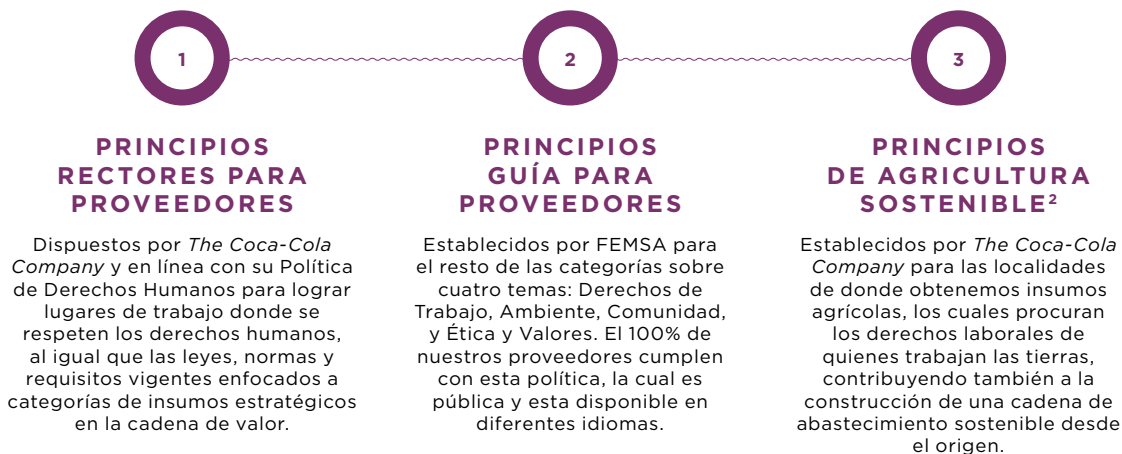 1
PRINCIPIOS
RECTORES PARA
PROVEEDORES
Dispuestos por The Coca-Cola
Company y en línea con su Política
de Derechos Humanos para lograr
lugares de trabajo donde se
respeten los derechos humanos,
al igual que las leyes, normas y
requisitos vigentes enfocados a
categorías de insumos estratégicos
en la cadena de valor.
2
PRINCIPIOS
GUÍA PARA
PROVEEDORES
Establecidos por FEMSA para
el resto de las categorías sobre
cuatro temas: Derechos de
Trabajo, Ambiente, Comunidad,
y Ética y Valores. El 100% de
nuestros proveedores cumplen
con esta política, la cual es
pública y esta disponible en
diferentes idiomas.
3
PRINCIPIOS
DE AGRICULTURA
SOSTENIBLE²
Establecidos por The Coca-Cola
Company para las localidades
de donde obtenemos insumos
agrícolas, los cuales procuran
los derechos laborales de
quienes trabajan las tierras,
contribuyendo también a la
construcción de una cadena de
abastecimiento sostenible desde
el origen.